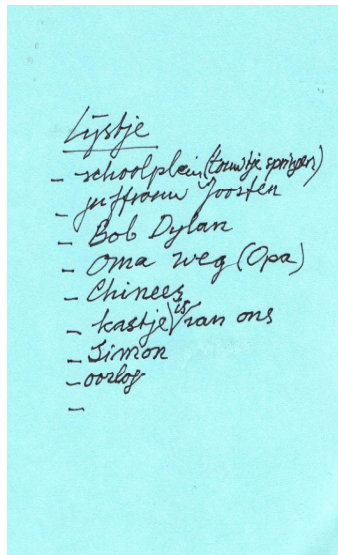 Lijstje
- schoolplein (touwtje springen)
- juffrouw Joosten
- Bob Dylan
- Oma weg (Opa)
- Chinees
- kastje is van ons
- Simon
- oorlog
-